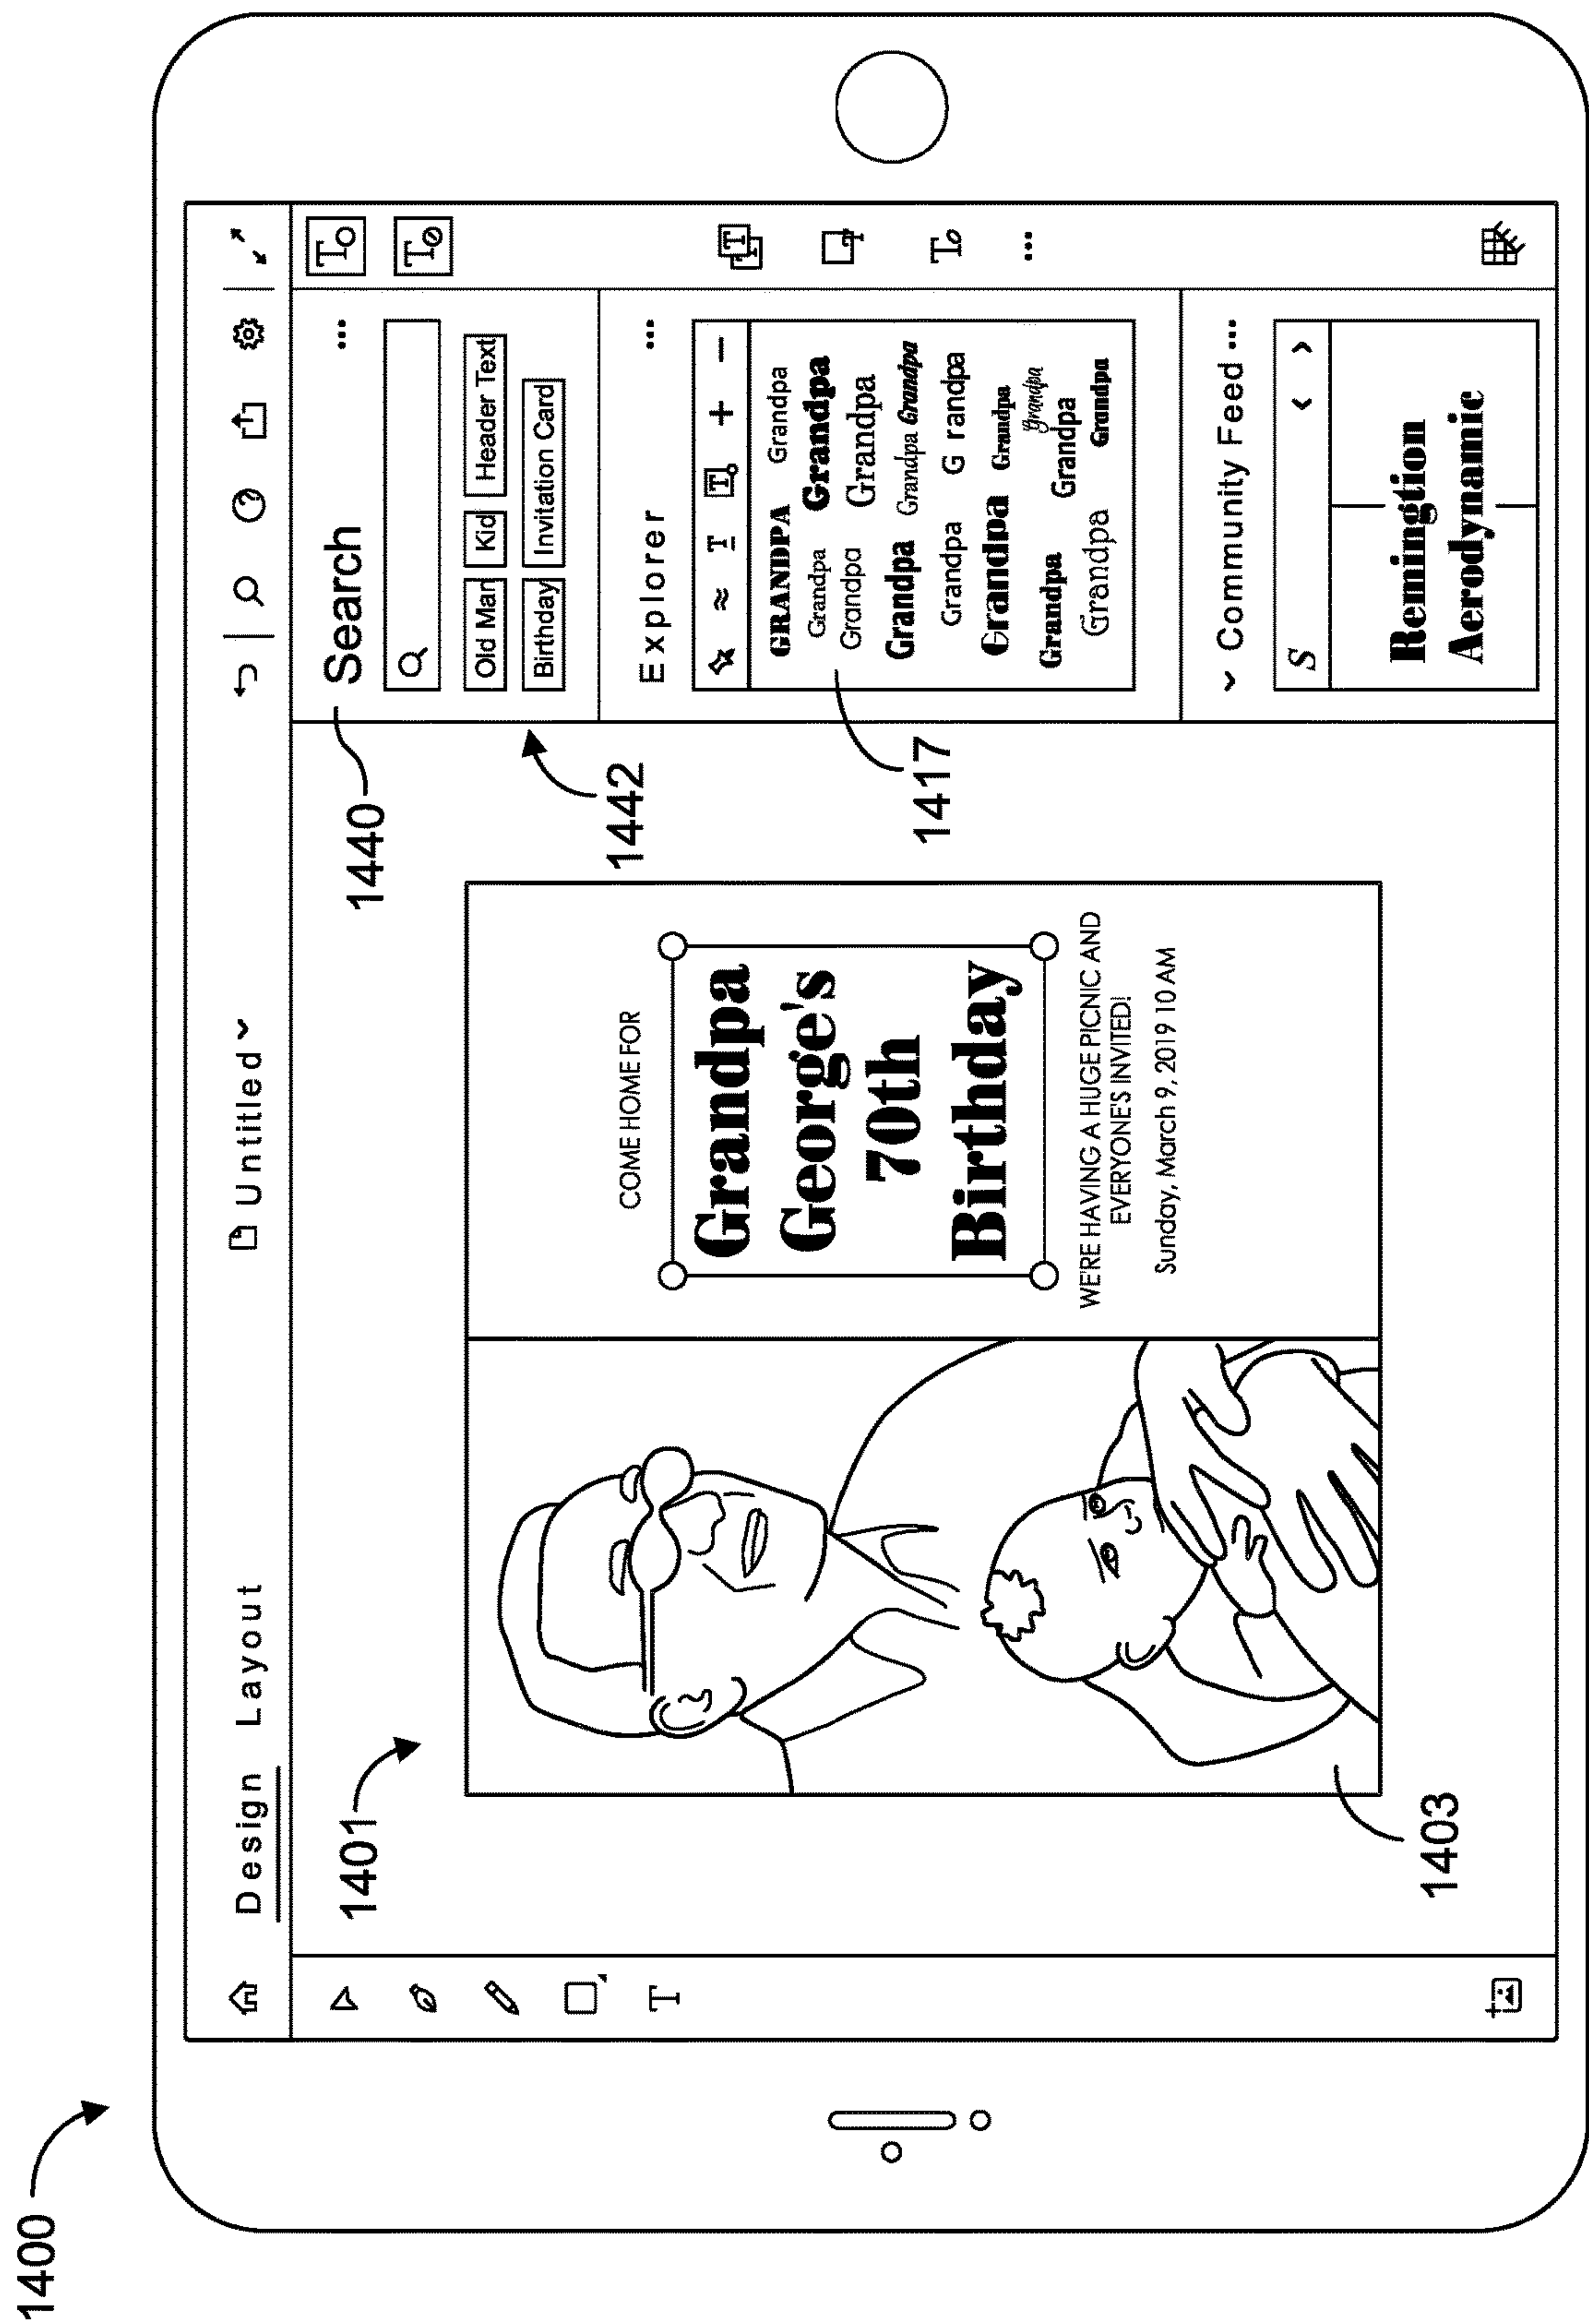 1400
Design Layout
Untitled
1401
COME HOME FOR
Grandpa
George's
70th
Birthday
WE'RE HAVING A HUGE PICNIC AND
EVERYONE'S INVITED!
Sunday, March 9, 2019 10 AM
1403
T
1440
Search
1442
Old Man Kid Header Text
Birthday Invitation Card
Explorer
T T
GRANDPA Grandpa
Grandpa Grandpa
Grandpa Grandpa
Grandpa Grandpa Grandpa
Grandpa G randpa
Grandpa Grandpa
Grandpa Grandpa Grandpa
Grandpa Grandpa
1417
Community Feed
S
Remington
Aerodynamic
T
T
T T
T
T